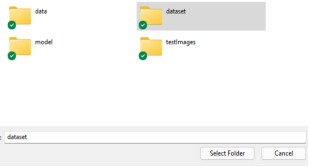 data dataset
model testImages
: dataset
Select Folder Cancel